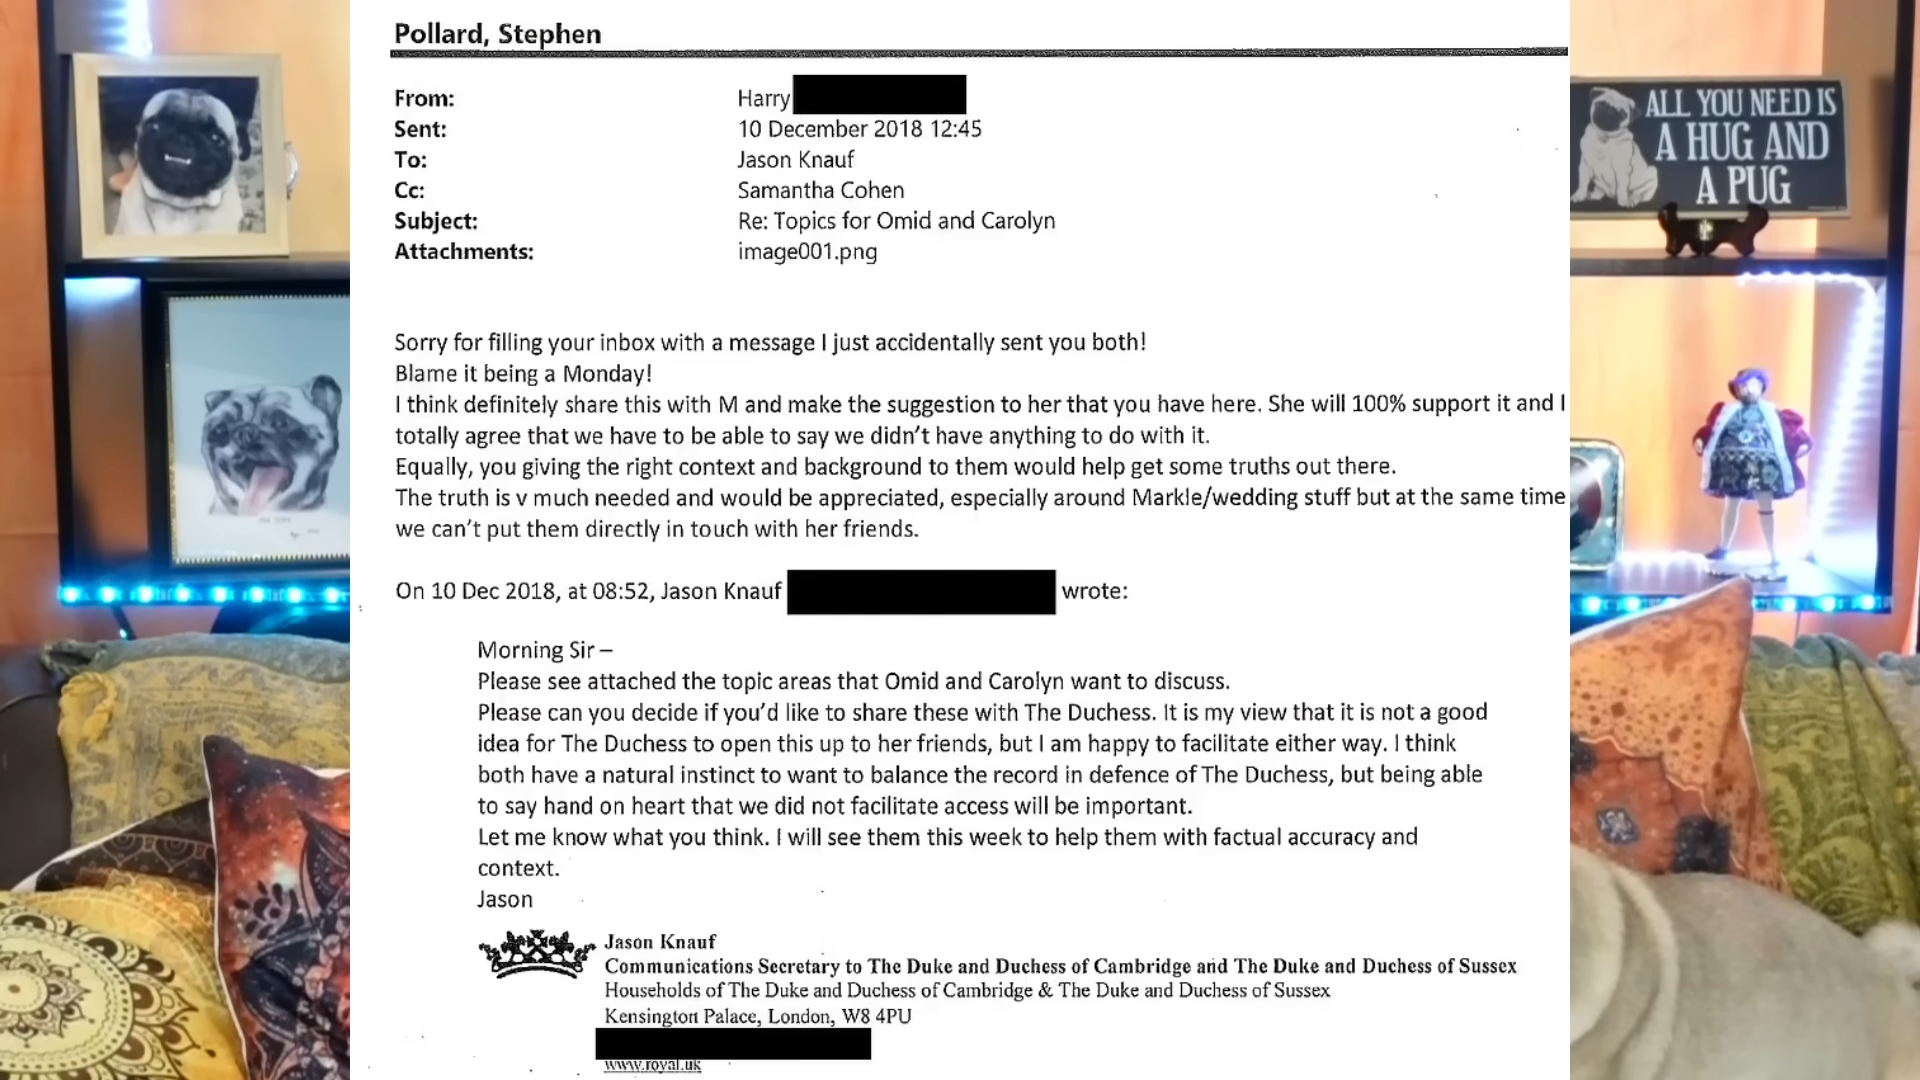 Pollard, Stephen
From: Harry
Sent: 10 December 2018 12:45
To: Jason Knauf
Cc: Samantha Cohen
Subject: Re: Topics for Omid and Carolyn
Attachments: image001.png
Sorry for filling your inbox with a message I just accidentally sent you both!
Blame it being a Monday!
I think definitely share this with M and make the suggestion to her that you have here. She will 100% support it and I
totally agree that we have to be able to say we didn't have anything to do with it.
Equally, you giving the right context and background to them would help get some truths out there.
The truth is v much needed and would be appreciated, especially around Markle/wedding stuff but at the same time
we can't put them directly in touch with her friends.
On 10 Dec 2018, at 08:52, Jason Knauf wrote:
Morning Sir –
Please see attached the topic areas that Omid and Carolyn want to discuss.
Please can you decide if you'd like to share these with The Duchess. It is my view that it is not a good
idea for The Duchess to open this up to her friends, but I am happy to facilitate either way. I think
both have a natural instinct to want to balance the record in defence of The Duchess, but being able
to say hand on heart that we did not facilitate access will be important.
Let me know what you think. I will see them this week to help them with factual accuracy and
context.
Jason
Jason Knauf
Communications Secretary to The Duke and Duchess of Cambridge and The Duke and Duchess of Sussex
Households of The Duke and Duchess of Cambridge & The Duke and Duchess of Sussex
Kensington Palace, London, W8 4PU
www.royal.uk
ALL YOU NEED IS
A HUG AND
A PUG